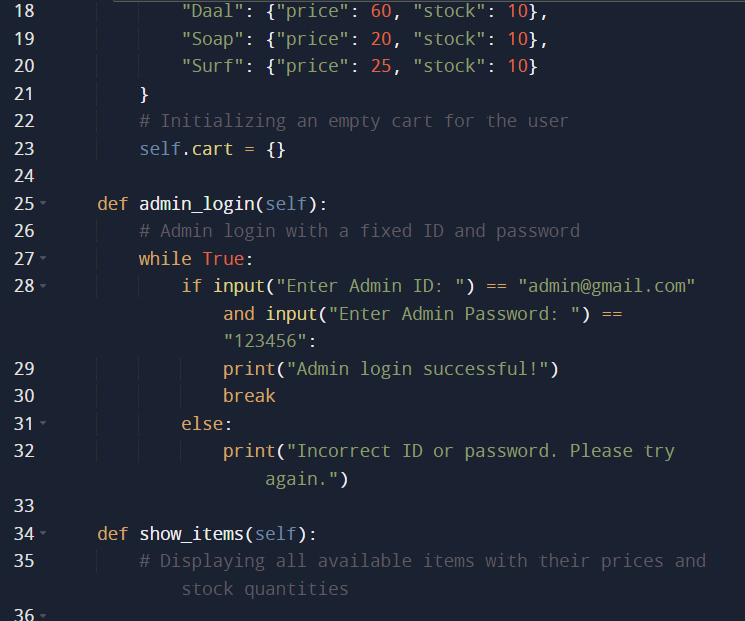 18 "Daal": {"price": 60, "stock": 10},
19 "Soap": {"price": 20, "stock": 10},
20 "Surf": {"price": 25, "stock": 10}
21 }
22 # Initializing an empty cart for the user
23 self.cart = {}
24
25 def admin_login(self):
26 # Admin login with a fixed ID and password
27 while True:
28 if input("Enter Admin ID: ") == "admin@gmail.com"
and input("Enter Admin Password: ") ==
"123456":
29 print("Admin login successful!")
30 break
31 else:
32 print("Incorrect ID or password. Please try
again.")
33
34 def show_items(self):
35 # Displaying all available items with their prices and
stock quantities
36